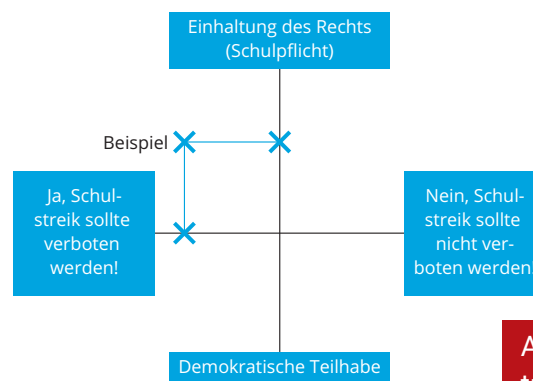 Einhaltung des Rechts
(Schulpflicht)
Beispiel
Ja, Schul-
streik sollte
verboten
werden!
Nein, Schul-
streik sollte
nicht ver-
boten werden!
Demokratische Teilhabe